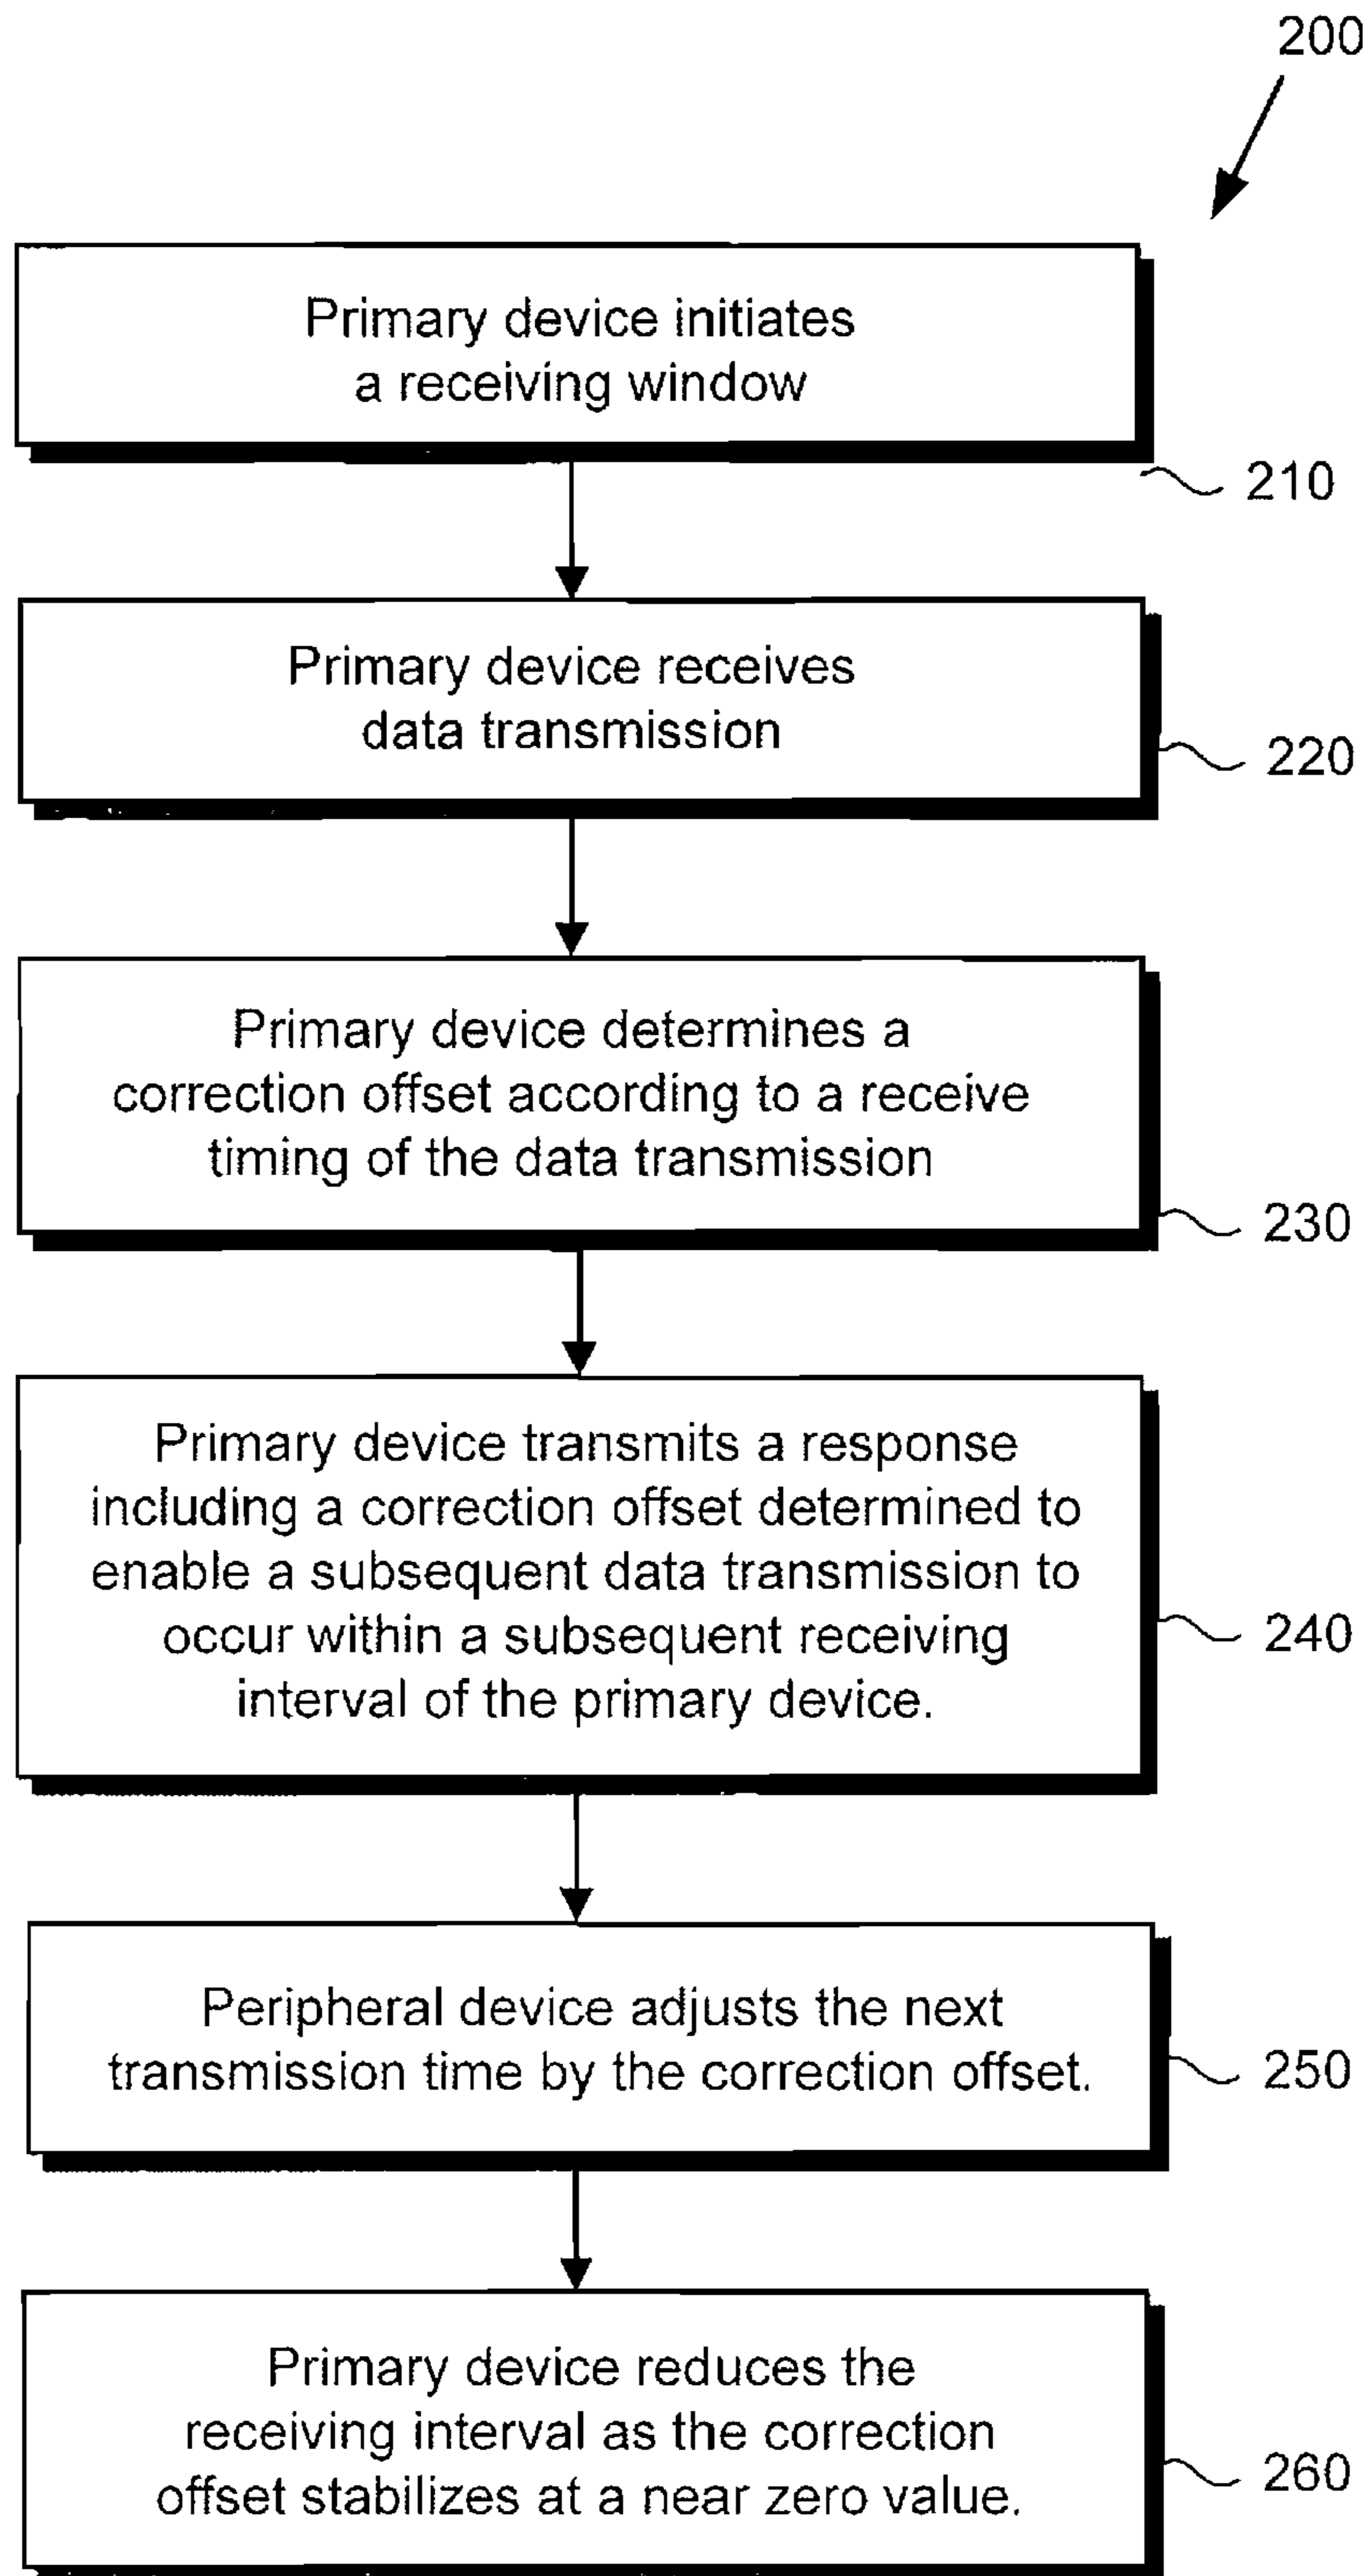 200
Primary device initiates
a receiving window
210
Primary device receives
data transmission
220
Primary device determines a
correction offset according to a receive
timing of the data transmission
230
Primary device transmits a response
including a correction offset determined to
enable a subsequent data transmission to
occur within a subsequent receiving
interval of the primary device.
240
Peripheral device adjusts the next
transmission time by the correction offset.
250
Primary device reduces the
receiving interval as the correction
offset stabilizes at a near zero value.
260